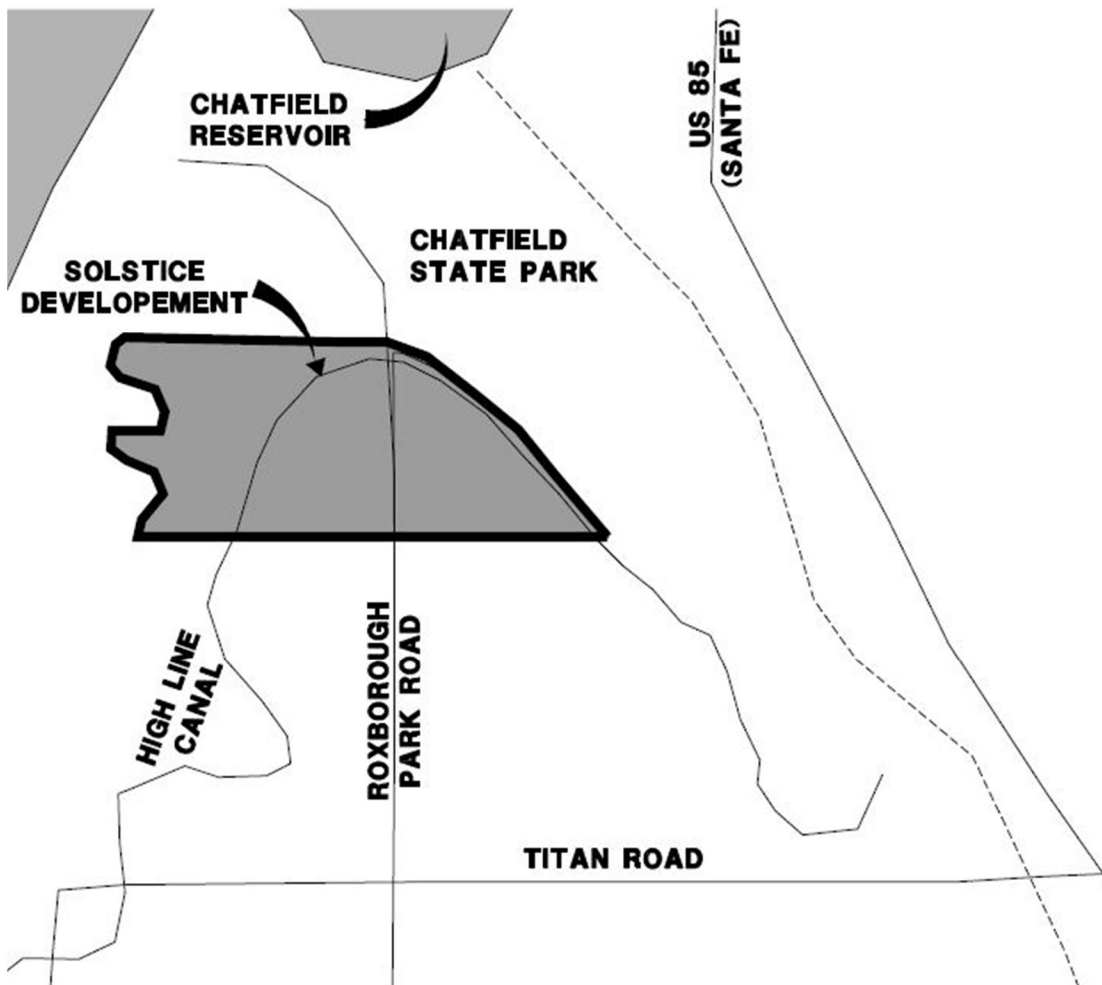 CHATFIELD
RESERVOIR
US 85
(SANTA FE)
CHATFIELD
STATE PARK
SOLSTICE
DEVELOPEMENT
HIGH LINE
CANAL
ROXBOROUGH
PARK ROAD
TITAN ROAD